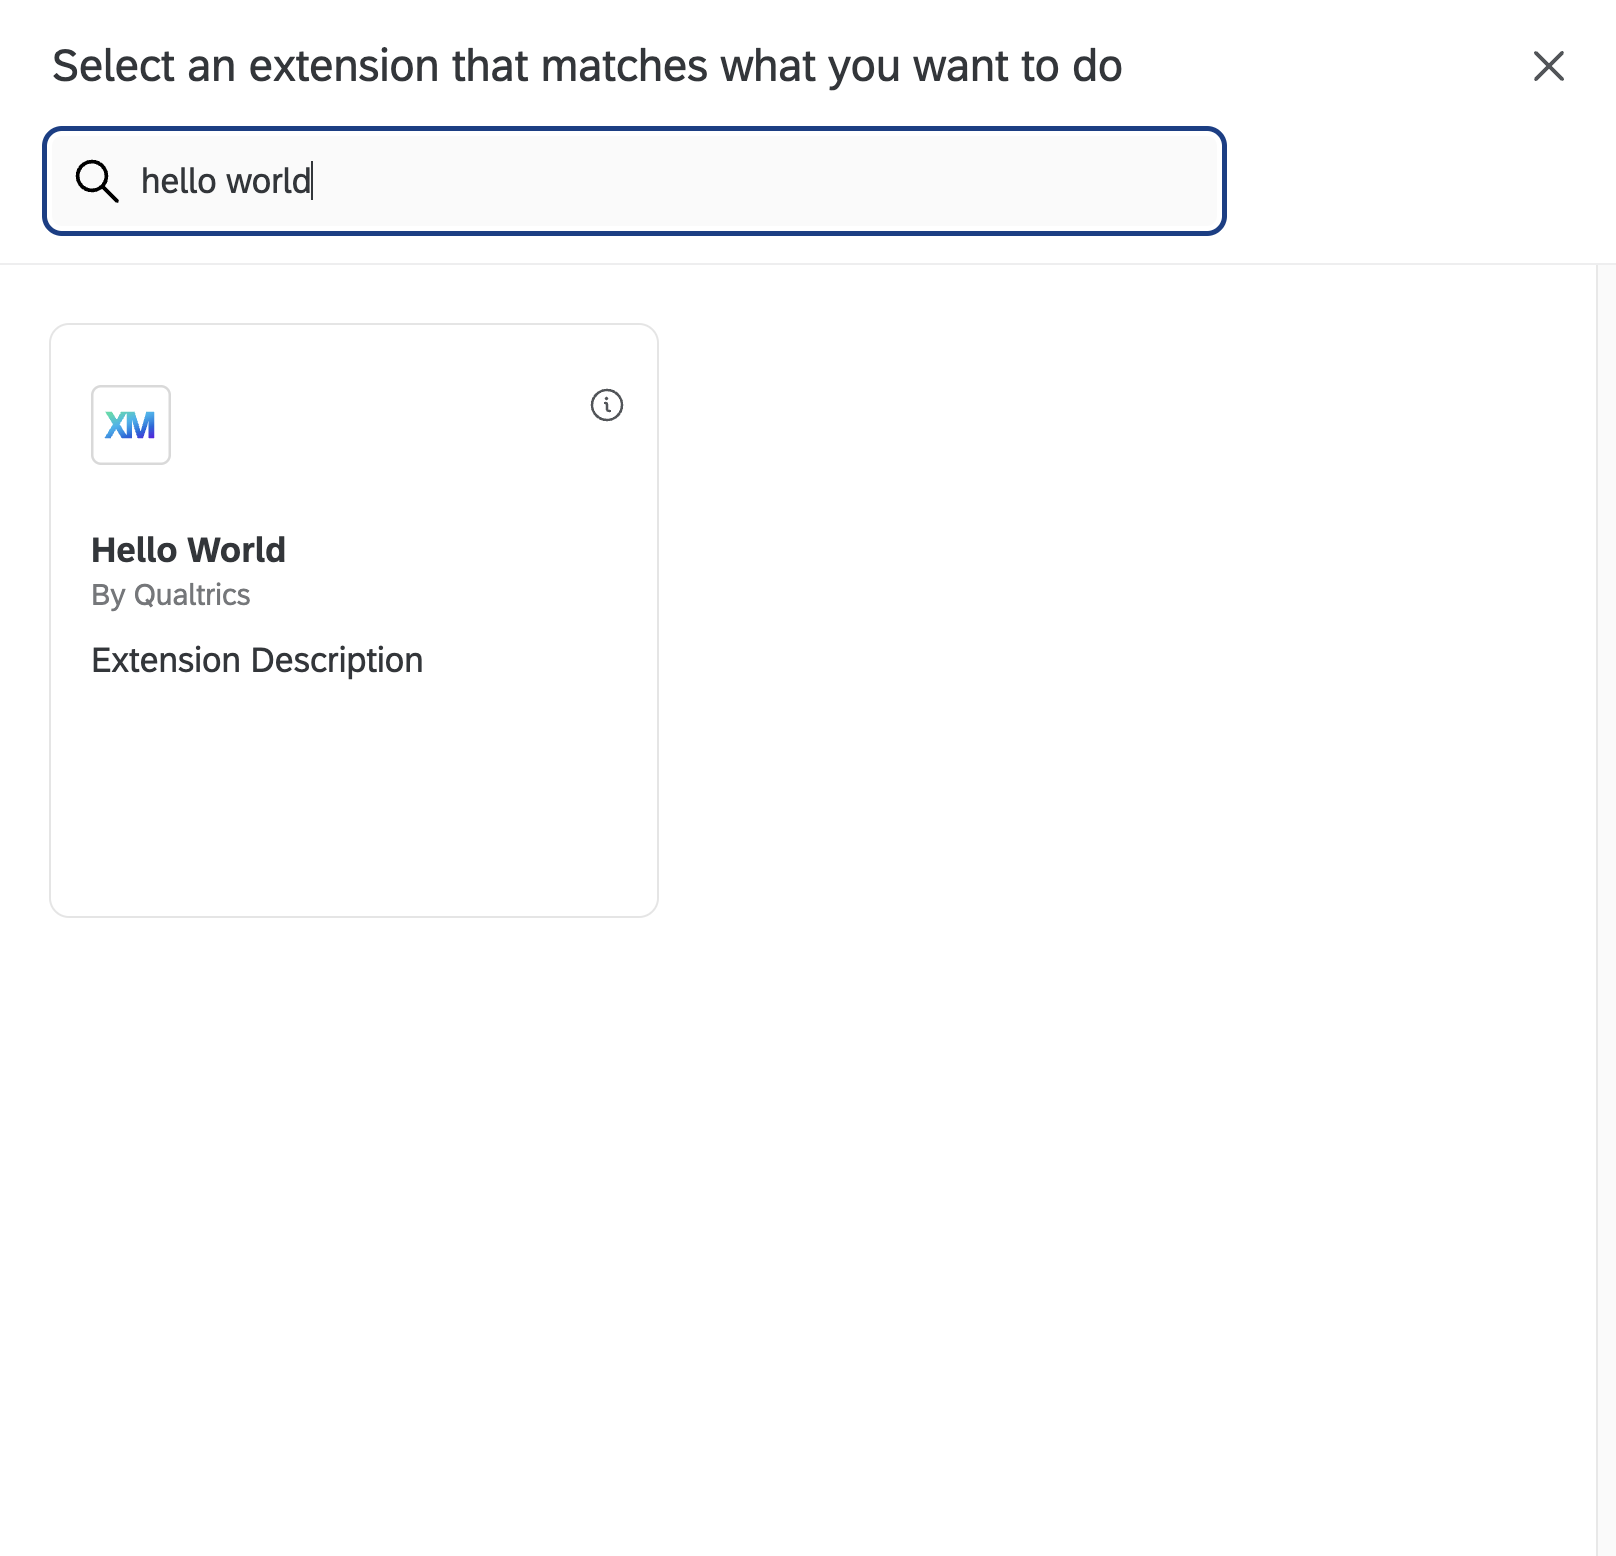 Select an extension that matches what you want to do
hello world
XM
Hello World
By Qualtrics
Extension Description